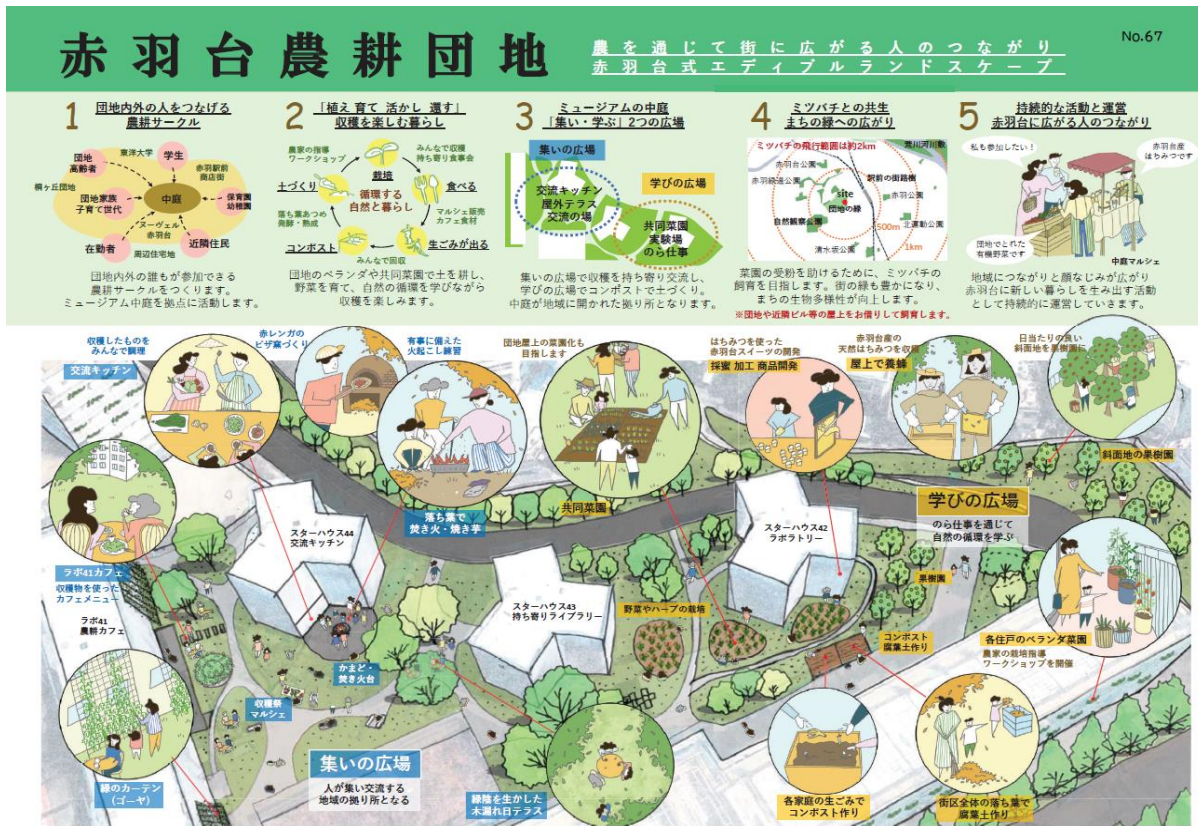 赤羽台農耕団地
農を通じて街に広がる人のつながり
赤羽台式エディブルランドスケープ
No.67
1
団地内外の人をつなげる
農耕サークル
東洋大学
学生
団地
高齢者
赤羽駅前
商店街
桐ヶ丘団地
団地家族
子育て世代
中庭
保育園
幼稚園
ヌーヴェル
赤羽台
在勤者
周辺住宅地
近隣住民
団地内外の誰もが参加できる
農耕サークルをつくります。
ミュージアム中庭を拠点に活動します。
2
「植え 育て 活かし 還す」
収穫を楽しむ暮らし
農家の指導
ワークショップ
みんなで収穫
持ち寄り食事会
栽培
土づくり
循環する
自然と暮らし
食べる
落ち葉あつめ
発酵・熟成
マルシェ販売
カフェ食材
コンポスト
生ごみが出る
みんなで回収
団地のベランダや共同菜園で土を耕し、
野菜を育て、自然の循環を学びながら
収穫を楽しみます。
3
ミュージアムの中庭
「集い・学ぶ」2つの広場
集いの広場
交流キッチン
屋外テラス
交流の場
学びの広場
共同菜園
実験場
のら仕事
集いの広場で収穫を持ち寄り交流し、
学びの広場でコンポストで土づくり。
中庭が地域に開かれた拠り所となります。
4
ミツバチとの共生
まちの緑への広がり
ミツバチの飛行範囲は約2km
荒川河川敷
赤羽台公園
駅前の街路樹
赤羽緑道公園
site
赤羽公園
団地の緑
自然観察公園
北運動公園
500m
清水坂公園
1km
菜園の受粉を助けるために、ミツバチの
飼育を目指します。街の緑も豊かになり、
まちの生物多様性が向上します。
※団地や近隣ビル等の屋上をお借りして飼育します。
5
持続的な活動と運営
赤羽台に広がる人のつながり
私も参加したい！
赤羽台産
はちみつです
団地でとれた
有機野菜です
中庭マルシェ
地域につながりと顔なじみが広がり
赤羽台に新しい暮らしを生み出す活動
として持続的に運営していきます。
収穫したものを
みんなで調理
交流キッチン
赤レンガの
ピザ窯づくり
有事に備えた
火起こし練習
団地屋上の菜園化も
目指します
はちみつを使った
赤羽台スイーツの開発
採蜜 加工 商品開発
赤羽台産の
天然はちみつを収穫
屋上で養蜂
日当たりの良い
斜面地を果樹園に
斜面地の果樹園
落ち葉で
焚き火・焼き芋
共同菜園
学びの広場
のら仕事を通じて
自然の循環を学ぶ
スターハウス44
交流キッチン
スターハウス42
ラボラトリー
ラボ41カフェ
収穫物を使った
カフェメニュー
果樹園
スターハウス43
持ち寄りライブラリー
野菜やハーブの栽培
ラボ41
農耕カフェ
コンポスト
腐葉土作り
各住戸のベランダ菜園
農家の栽培指導
ワークショップを開催
かまど・
焚き火台
収穫祭
マルシェ
集いの広場
人が集い交流する
地域の拠り所となる
緑のカーテン
(ゴーヤ)
緑陰を生かした
木漏れ日テラス
各家庭の生ごみで
コンポスト作り
街区全体の落ち葉で
腐葉土作り